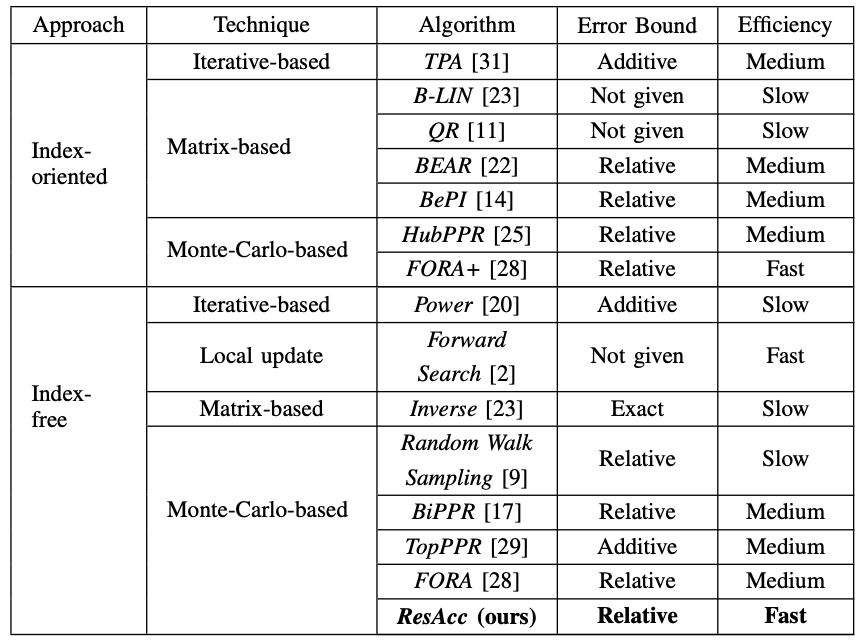 Approach Technique Algorithm Error Bound Efficiency
Index-oriented Iterative-based TPA [31] Additive Medium
Matrix-based B-LIN [23] Not given Slow
QR [11] Not given Slow
BEAR [22] Relative Medium
BePI [14] Relative Medium
Monte-Carlo-based HubPPR [25] Relative Medium
FORA+ [28] Relative Fast
Index-free Iterative-based Power [20] Additive Slow
Local update Forward Search [2] Not given Fast
Matrix-based Inverse [23] Exact Slow
Monte-Carlo-based Random Walk Sampling [9] Relative Slow
BiPPR [17] Relative Medium
TopPPR [29] Additive Medium
FORA [28] Relative Medium
ResAcc (ours) Relative Fast